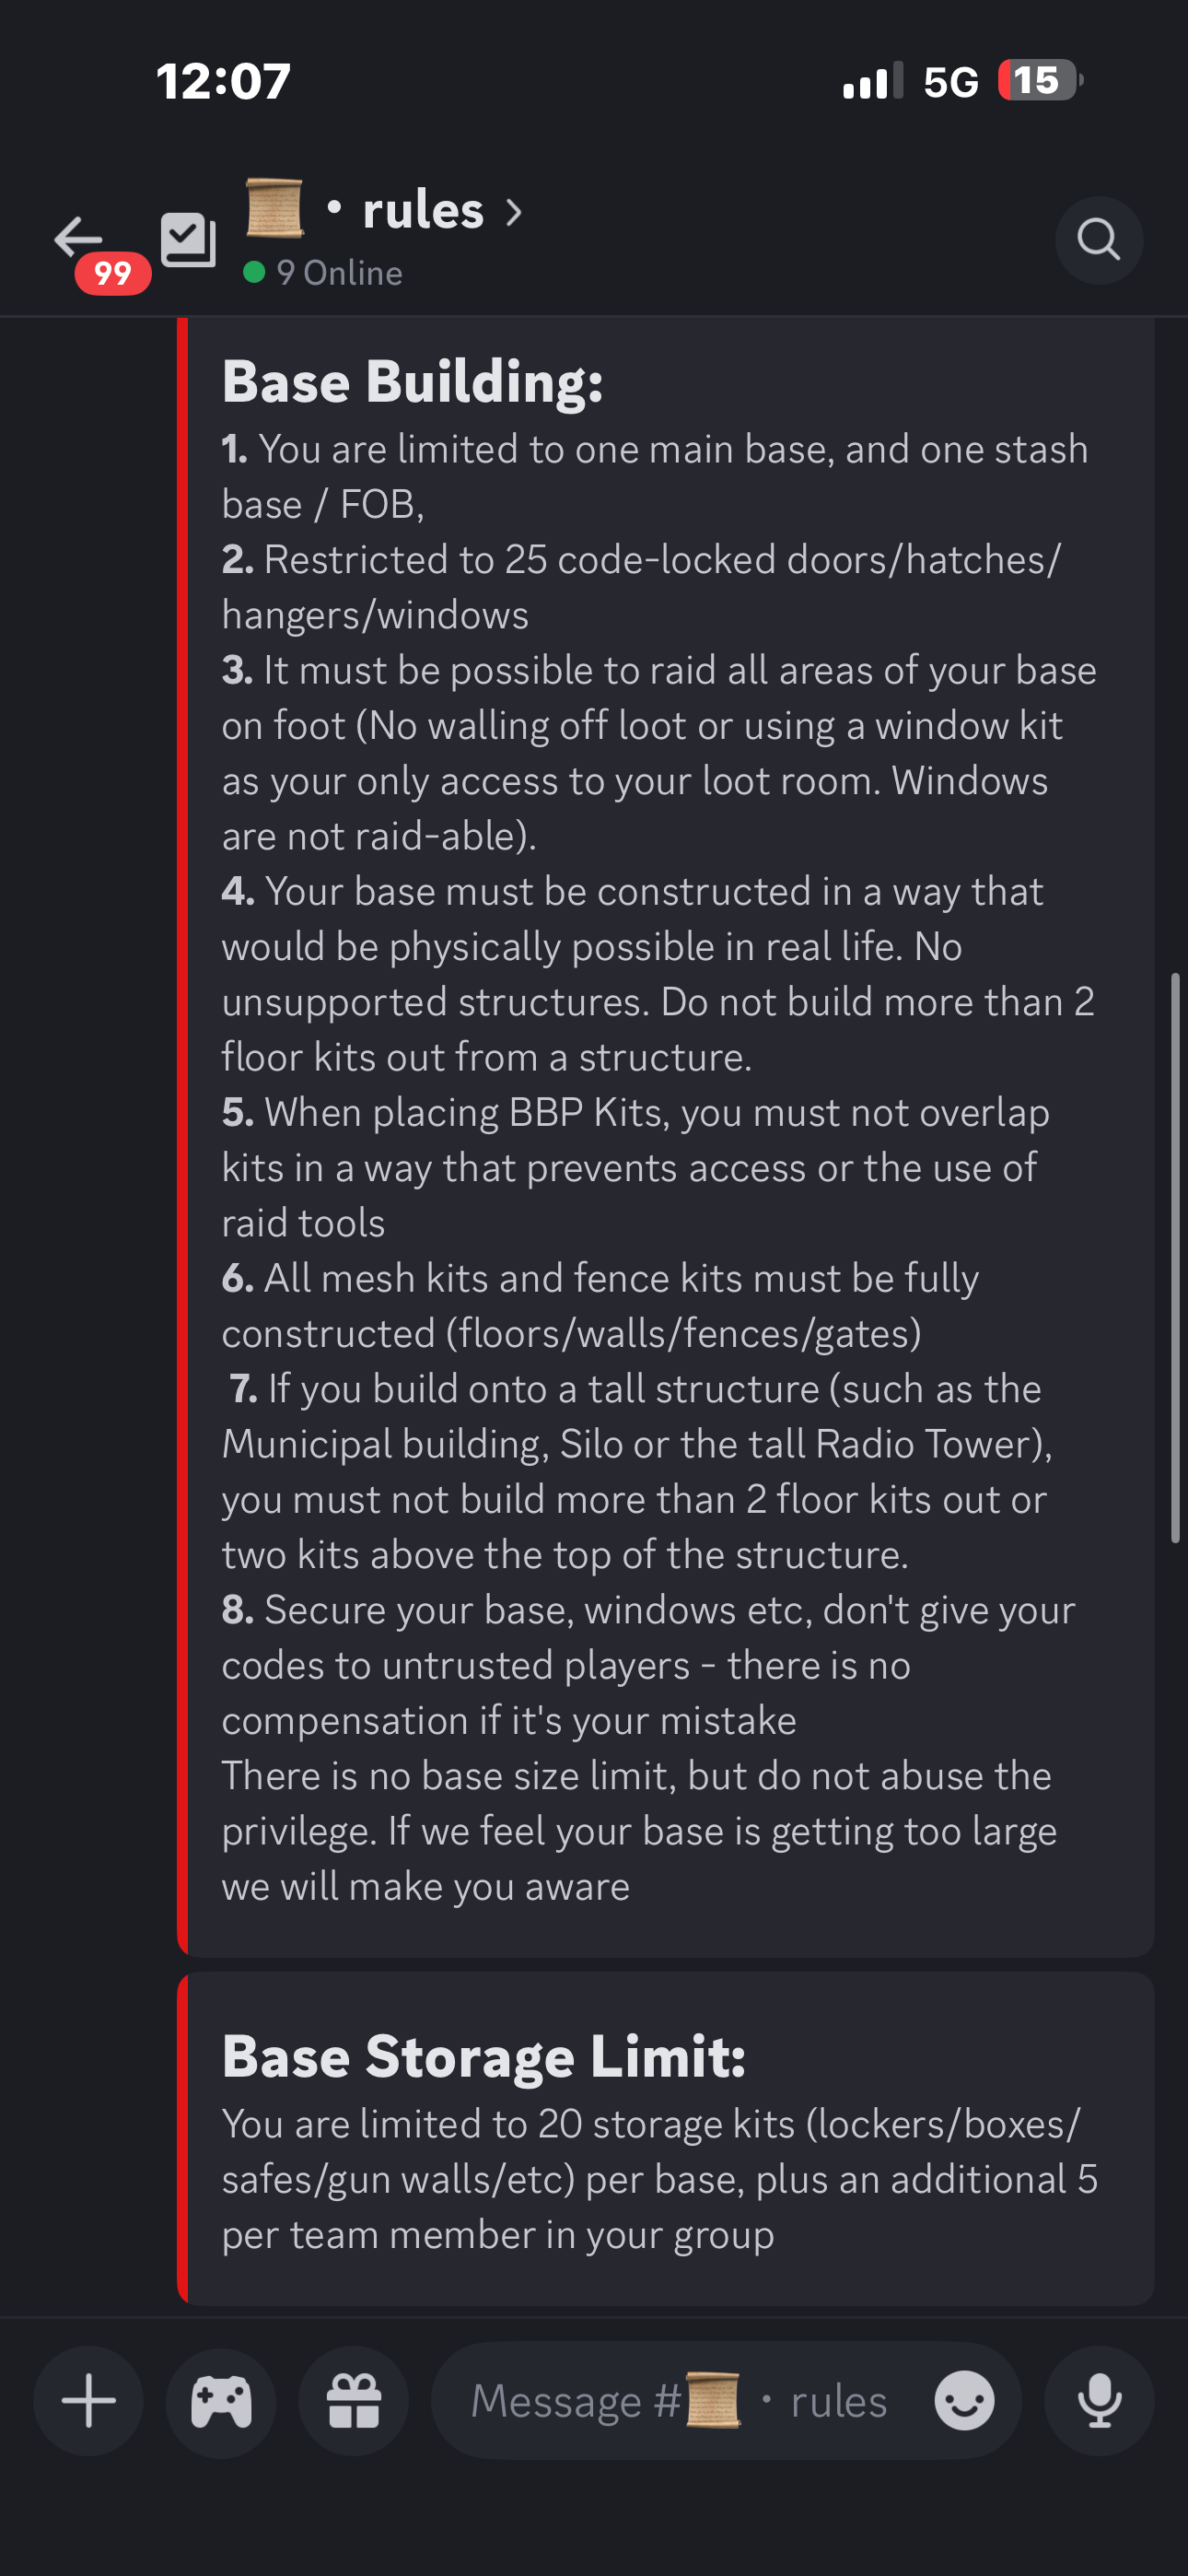 12:07
5G 15
• rules
99
9 Online
Base Building:
1. You are limited to one main base, and one stash
base / FOB,
2. Restricted to 25 code-locked doors/hatches/
hangers/windows
3. It must be possible to raid all areas of your base
on foot (No walling off loot or using a window kit
as your only access to your loot room. Windows
are not raid-able).
4. Your base must be constructed in a way that
would be physically possible in real life. No
unsupported structures. Do not build more than 2
floor kits out from a structure.
5. When placing BBP Kits, you must not overlap
kits in a way that prevents access or the use of
raid tools
6. All mesh kits and fence kits must be fully
constructed (floors/walls/fences/gates)
7. If you build onto a tall structure (such as the
Municipal building, Silo or the tall Radio Tower),
you must not build more than 2 floor kits out or
two kits above the top of the structure.
8. Secure your base, windows etc, don't give your
codes to untrusted players - there is no
compensation if it's your mistake
There is no base size limit, but do not abuse the
privilege. If we feel your base is getting too large
we will make you aware
Base Storage Limit:
You are limited to 20 storage kits (lockers/boxes/
safes/gun walls/etc) per base, plus an additional 5
per team member in your group
Message #📜 • rules